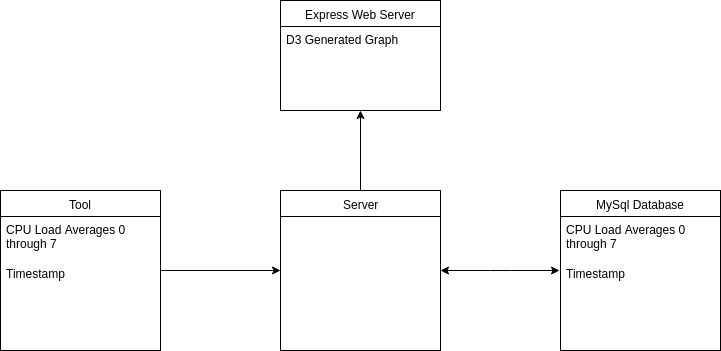 Express Web Server
D3 Generated Graph
Tool
CPU Load Averages 0
through 7
Timestamp
Server
MySql Database
CPU Load Averages 0
through 7
Timestamp